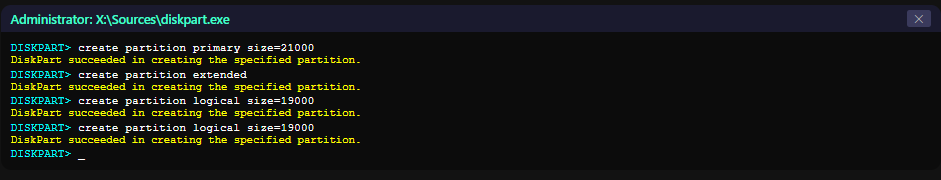 Administrator: X:\Sources\diskpart.exe
DISKPART> create partition primary size=21000
DiskPart succeeded in creating the specified partition.
DISKPART> create partition extended
DiskPart succeeded in creating the specified partition.
DISKPART> create partition logical size=19000
DiskPart succeeded in creating the specified partition.
DISKPART> create partition logical size=19000
DiskPart succeeded in creating the specified partition.
DISKPART> _